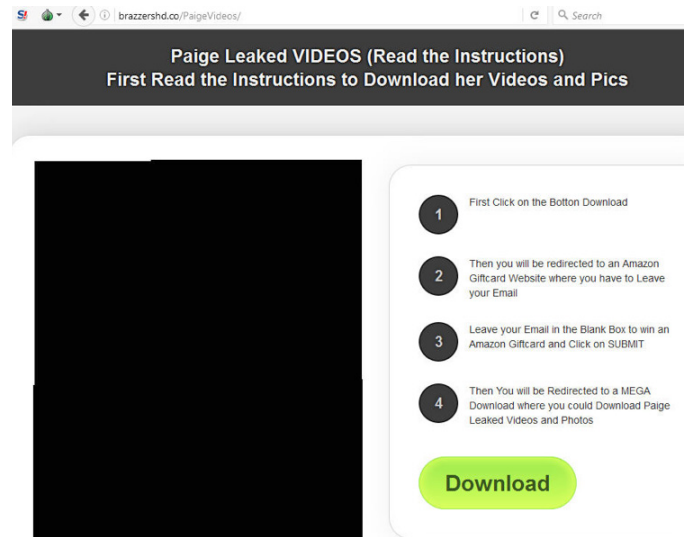 brazzershd.co/PaigeVideos/
Search
Paige Leaked VIDEOS (Read the Instructions)
First Read the Instructions to Download her Videos and Pics
1
First Click on the Botton Download
2
Then you will be redirected to an Amazon
Giftcard Website where you have to Leave
your Email
3
Leave your Email in the Blank Box to win an
Amazon Giftcard and Click on SUBMIT
4
Then You will be Redirected to a MEGA
Download where you could Download Paige
Leaked Videos and Photos
Download